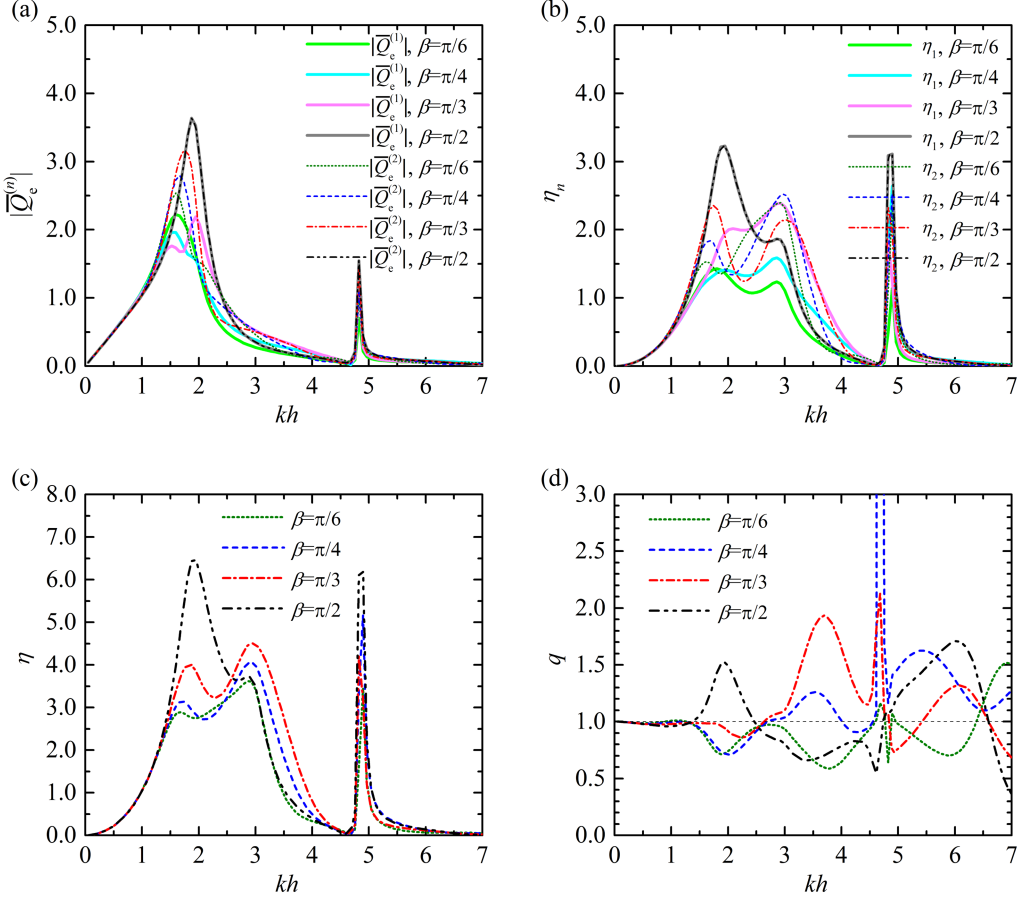 (a)
5.0
4.0
3.0
2.0
1.0
0.0
|Q̅ₑ⁽ⁿ⁾|
|Q̅ₑ⁽¹⁾|, β=π/6
|Q̅ₑ⁽¹⁾|, β=π/4
|Q̅ₑ⁽¹⁾|, β=π/3
|Q̅ₑ⁽¹⁾|, β=π/2
|Q̅ₑ⁽²⁾|, β=π/6
|Q̅ₑ⁽²⁾|, β=π/4
|Q̅ₑ⁽²⁾|, β=π/3
|Q̅ₑ⁽²⁾|, β=π/2
0 1 2 3 4 5 6 7
kh
(b)
5.0
4.0
3.0
2.0
1.0
0.0
ηₙ
η₁, β=π/6
η₁, β=π/4
η₁, β=π/3
η₁, β=π/2
η₂, β=π/6
η₂, β=π/4
η₂, β=π/3
η₂, β=π/2
0 1 2 3 4 5 6 7
kh
(c)
8.0
7.0
6.0
5.0
4.0
3.0
2.0
1.0
0.0
η
β=π/6
β=π/4
β=π/3
β=π/2
0 1 2 3 4 5 6 7
kh
(d)
3.0
2.5
2.0
1.5
1.0
0.5
0.0
q
β=π/6
β=π/4
β=π/3
β=π/2
0 1 2 3 4 5 6 7
kh